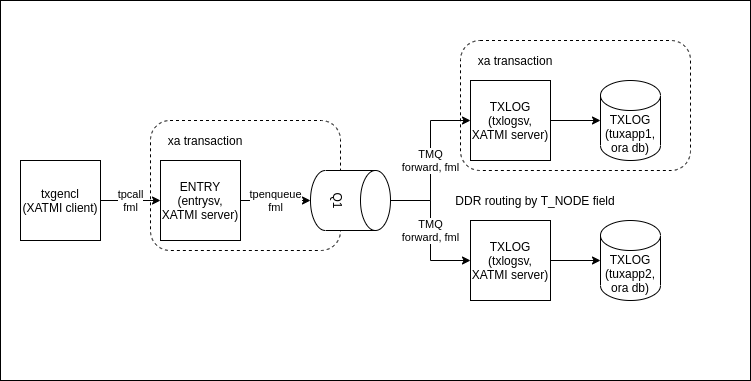 xa transaction
TXLOG
(txlogsv,
XATMI server)
TXLOG
(tuxapp1,
ora db)
xa transaction
TMQ
forward, fml
txgencl
(XATMI client)
tpcall
fml
ENTRY
(entrysv,
XATMI server)
tpenqueue
fml
Q1
DDR routing by T_NODE field
TMQ
forward, fml
TXLOG
(txlogsv,
XATMI server)
TXLOG
(tuxapp2,
ora db)